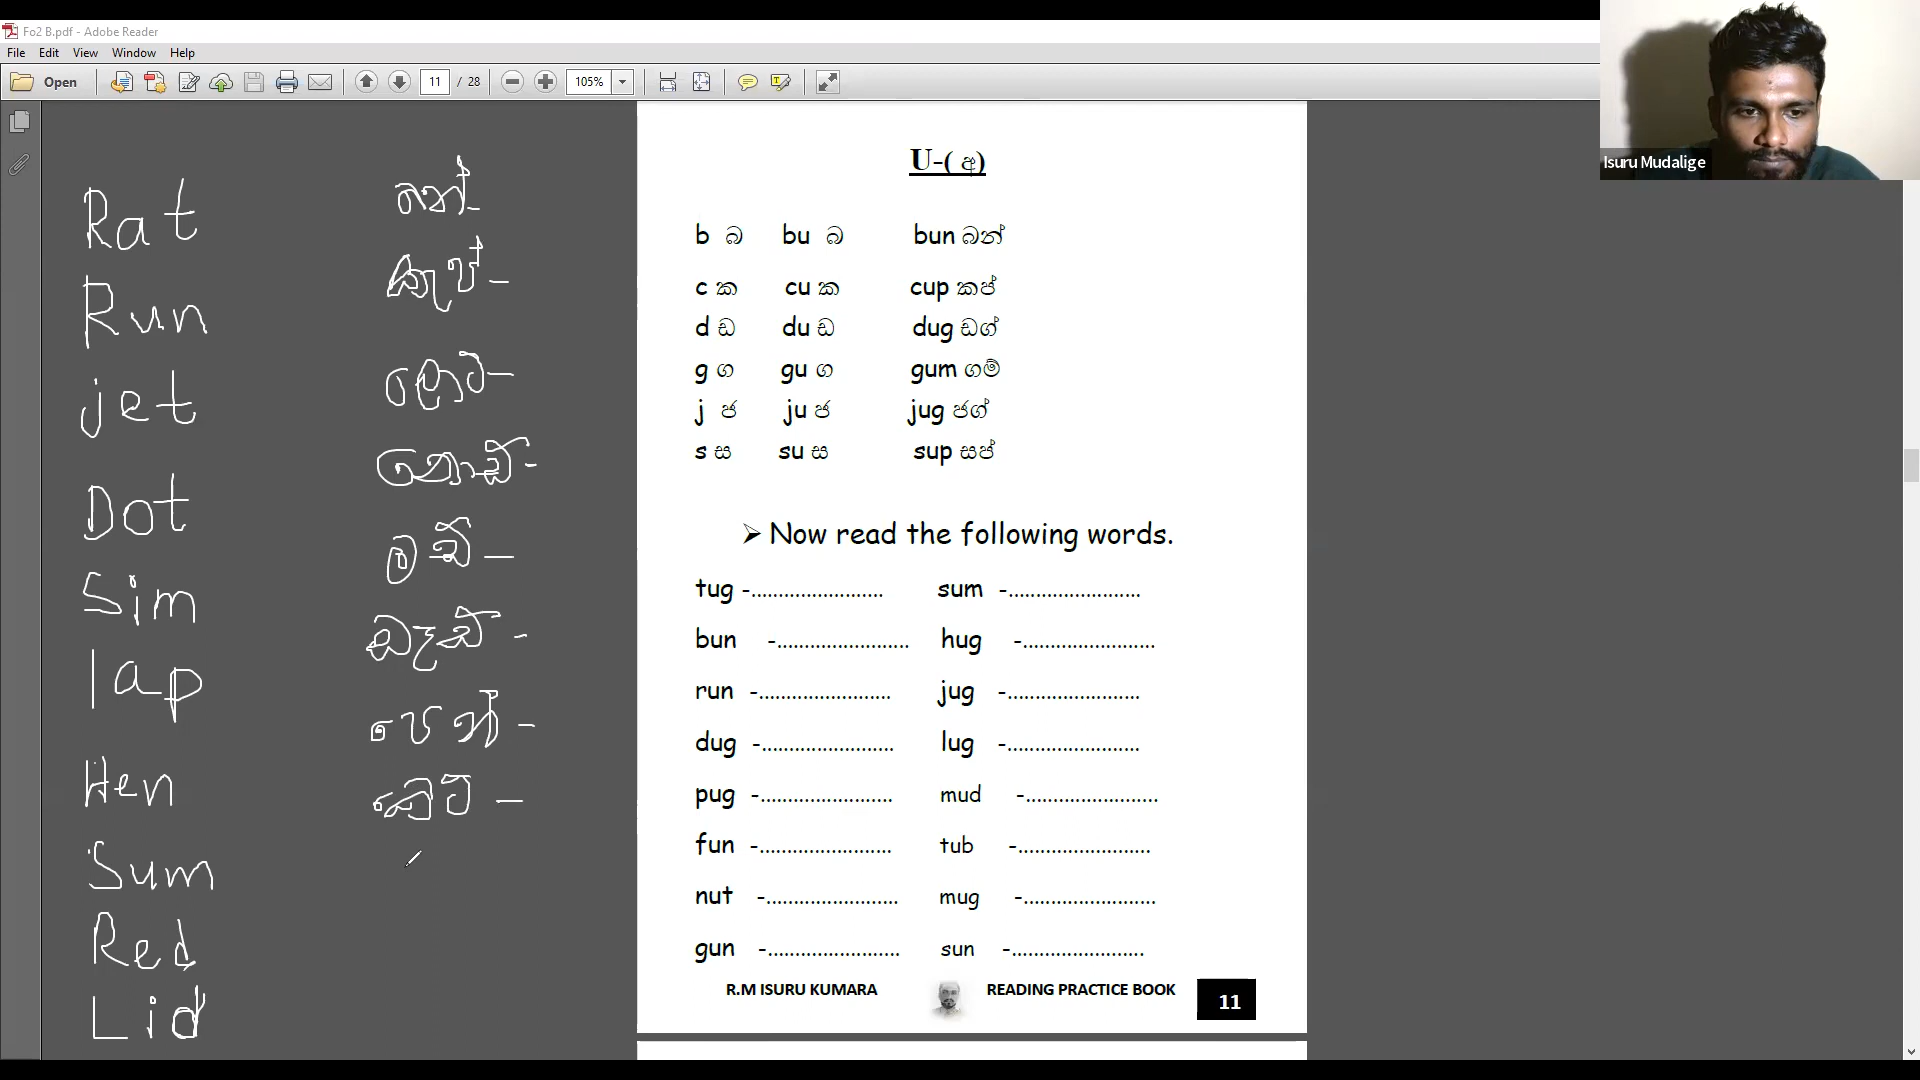 Fo2 B.pdf - Adobe Reader
File Edit View Window Help
Open 11 / 28 105%
Isuru Mudalige
Rat
Run
jet
Dot
Sim
lap
Hen
Sum
Red
Lid
බන් -
කැප් -
ලොට් -
පෙන් -
බෙට් -
U-( අ)
b බ bu බ bun බන්
c ක cu ක cup කප්
d ඩ du ඩ dug ඩග්
g ග gu ග gum ගම්
j ජ ju ජ jug ජග්
s ස su ස sup සප්
➢ Now read the following words.
tug -....................... sum -.......................
bun -....................... hug -.......................
run -....................... jug -.......................
dug -....................... lug -.......................
pug -....................... mud -.......................
fun -....................... tub -.......................
nut -....................... mug -.......................
gun -....................... sun -.......................
R.M ISURU KUMARA READING PRACTICE BOOK 11